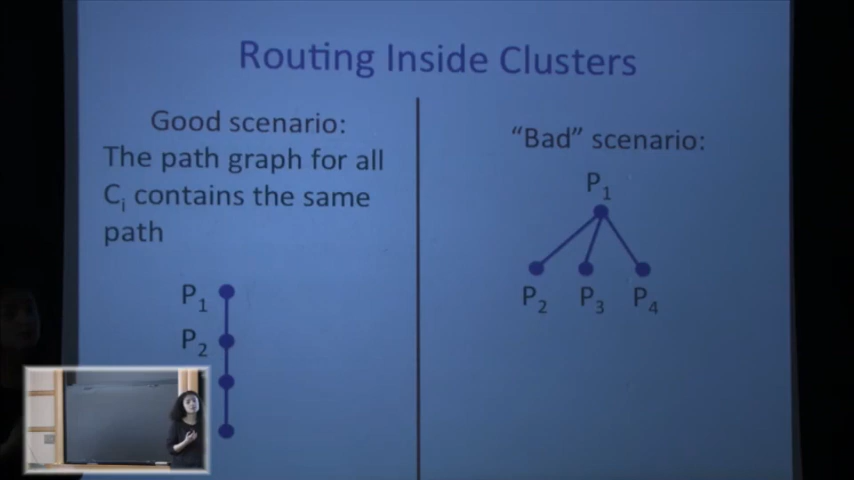 Routing Inside Clusters
Good scenario:
The path graph for all
Cᵢ contains the same
path
P₁
P₂
“Bad” scenario:
P₁
P₂ P₃ P₄